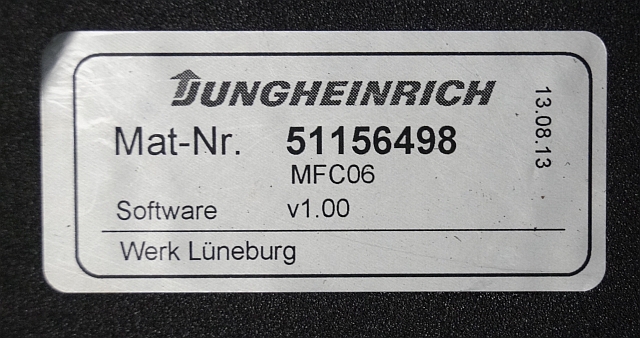 JUNGHEINRICH
Mat-Nr. 51156498
MFC06
Software v1.00
Werk Lüneburg
13.08.13